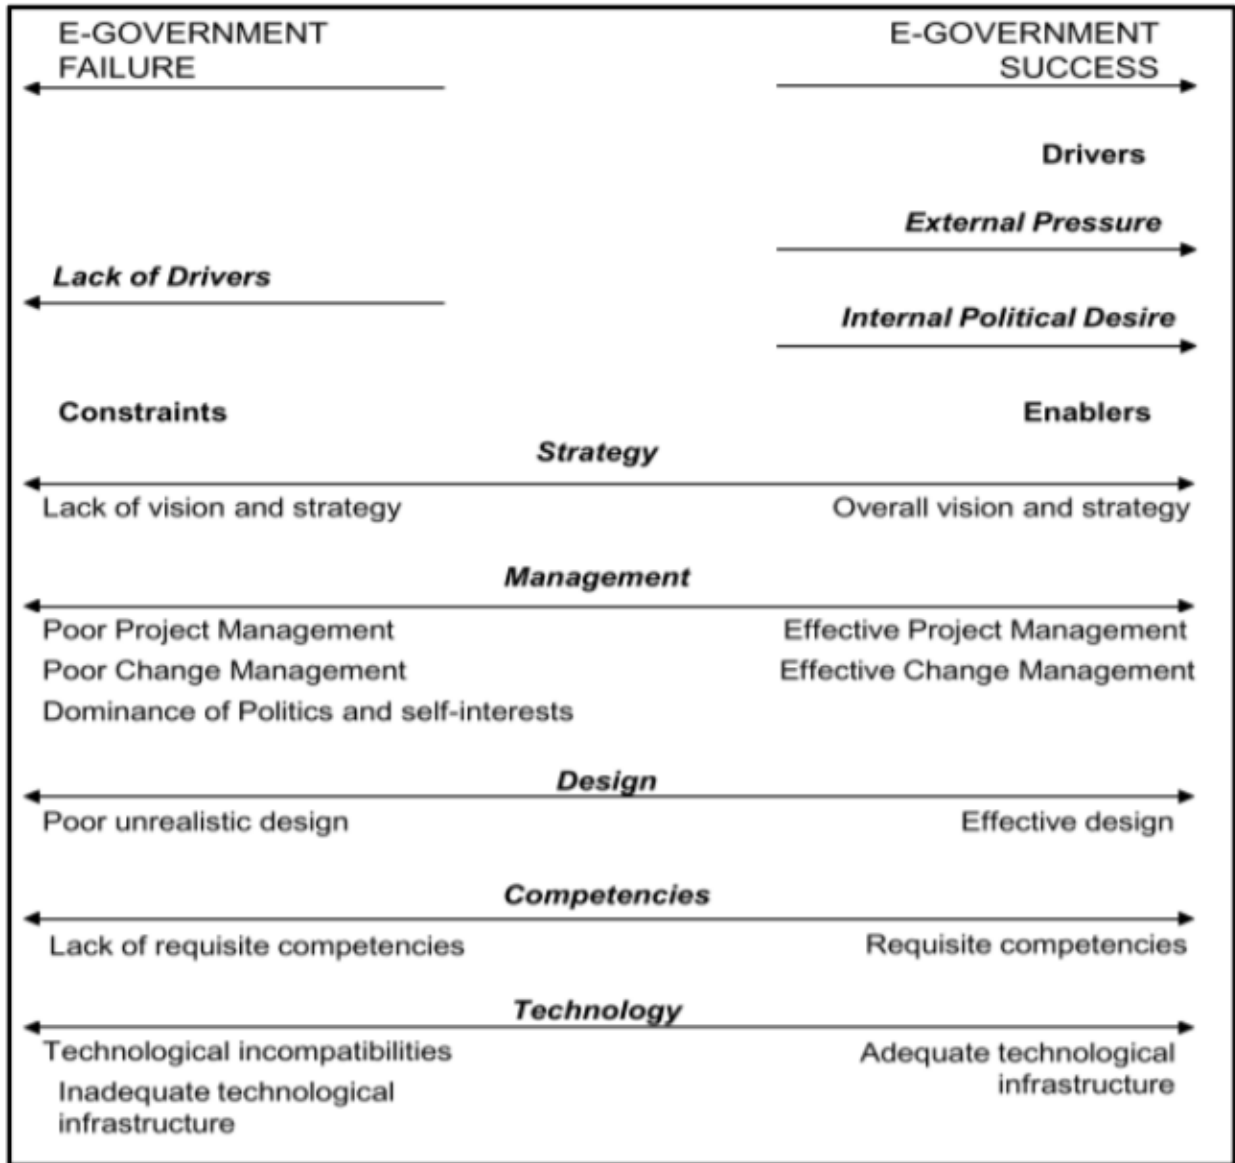 E-GOVERNMENT
FAILURE
E-GOVERNMENT
SUCCESS
Drivers
External Pressure
Lack of Drivers
Internal Political Desire
Constraints
Enablers
Strategy
Lack of vision and strategy
Overall vision and strategy
Management
Poor Project Management
Effective Project Management
Poor Change Management
Effective Change Management
Dominance of Politics and self-interests
Design
Poor unrealistic design
Effective design
Competencies
Lack of requisite competencies
Requisite competencies
Technology
Technological incompatibilities
Adequate technological
infrastructure
Inadequate technological
infrastructure